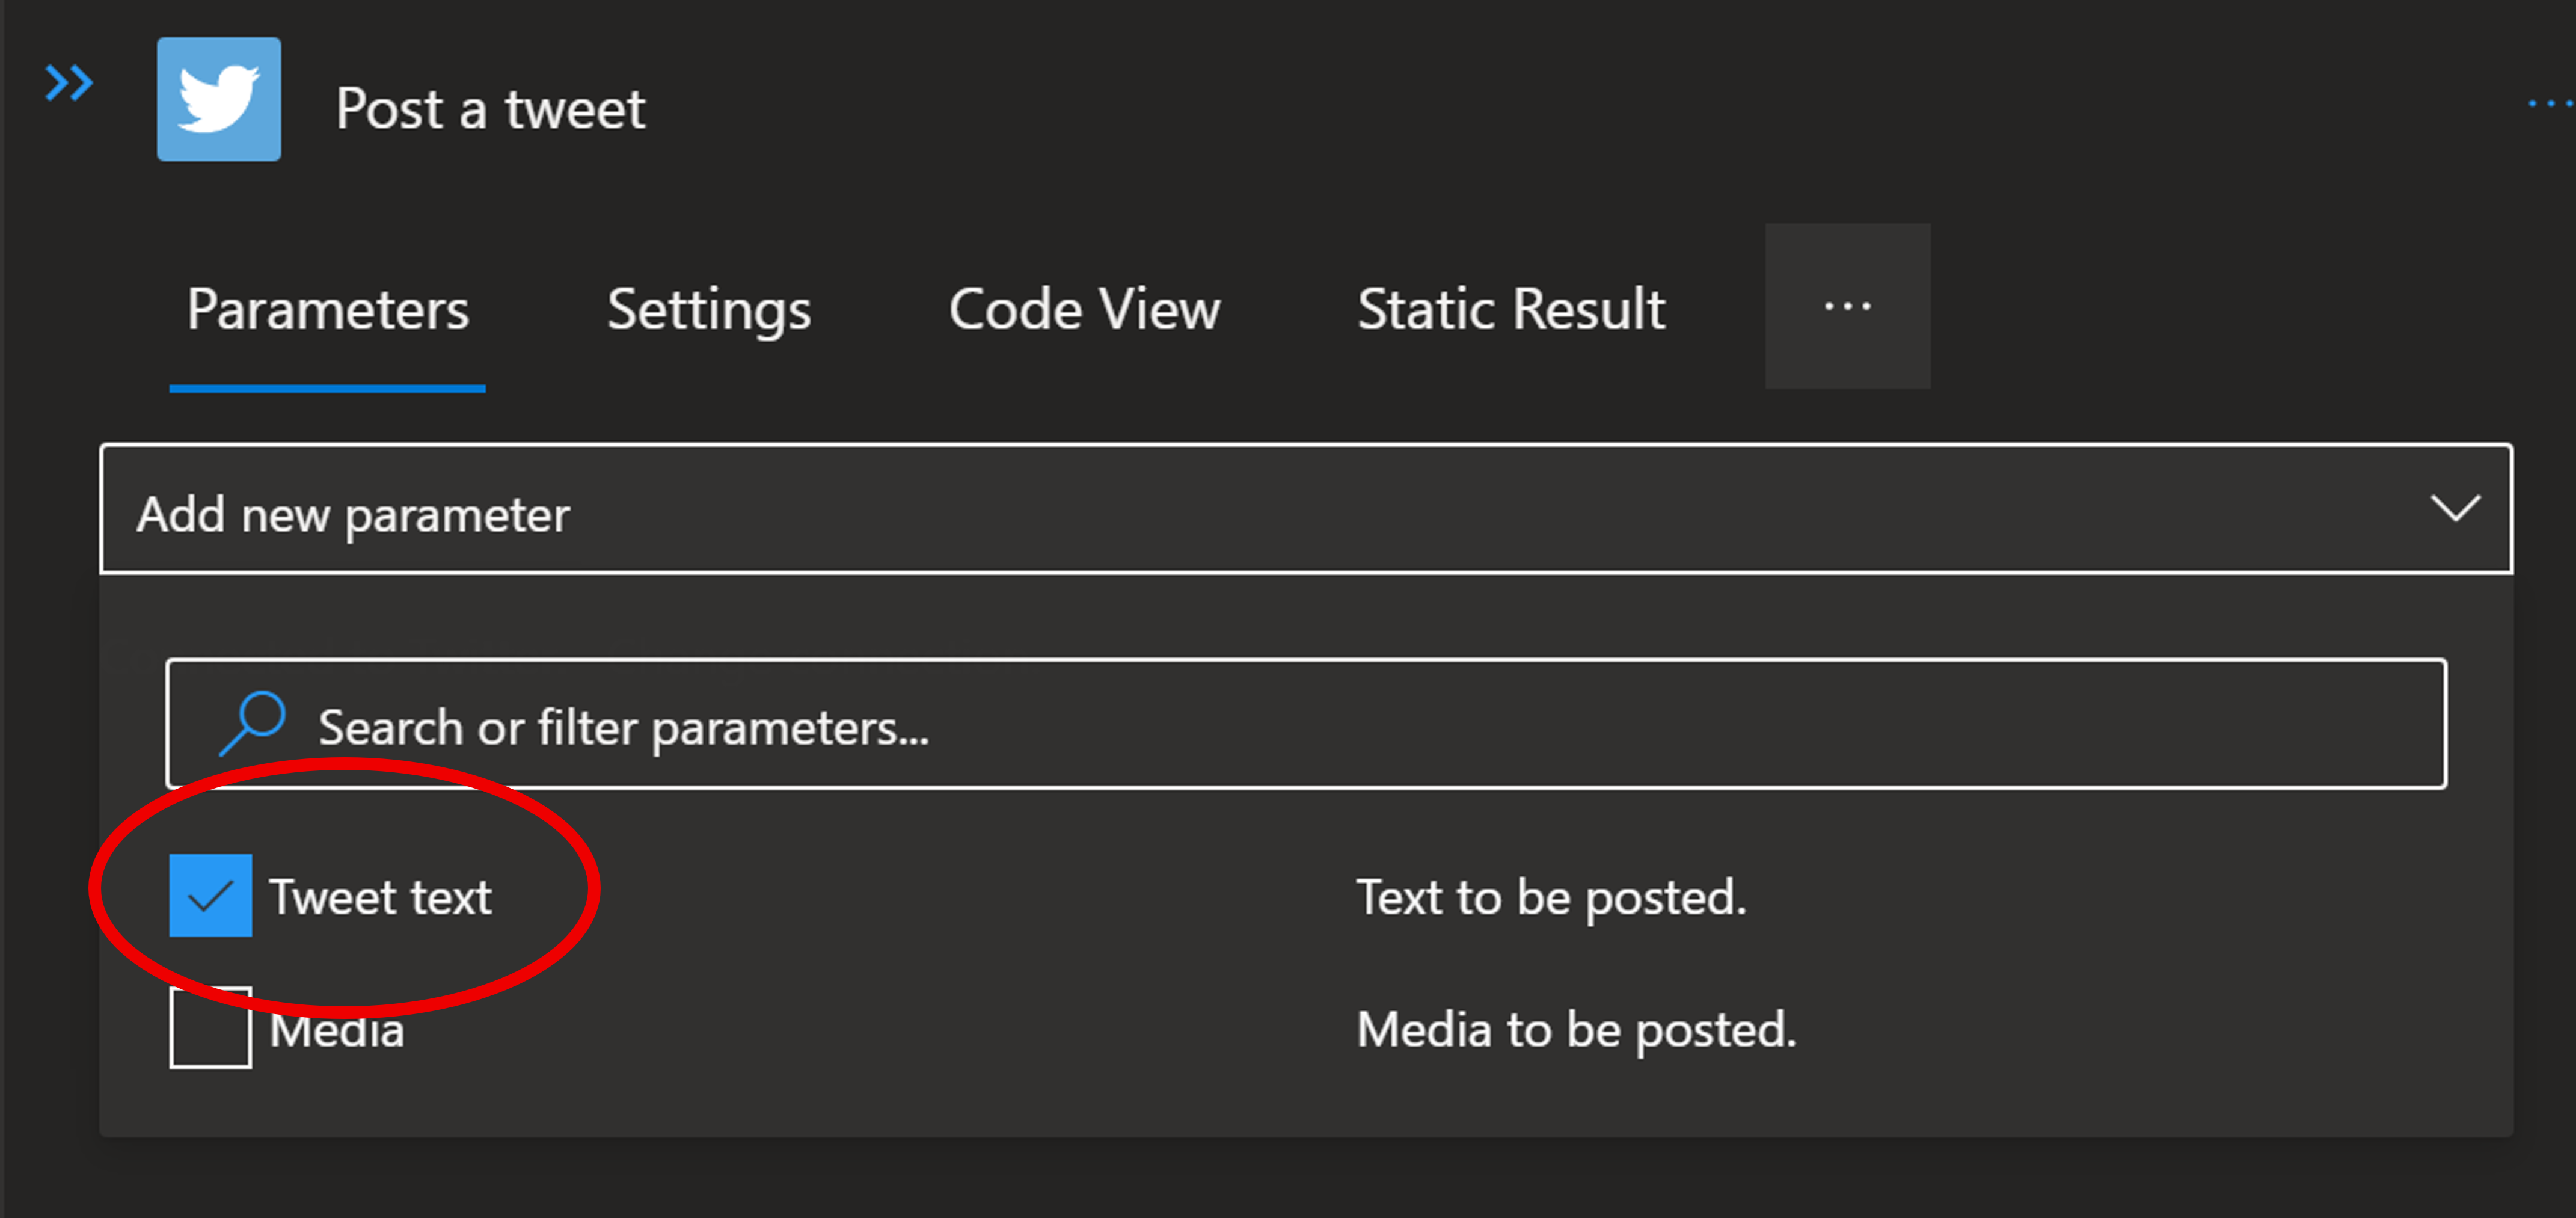 Post a tweet
Parameters Settings Code View Static Result ...
Add new parameter
Search or filter parameters...
Tweet text Text to be posted.
Media Media to be posted.